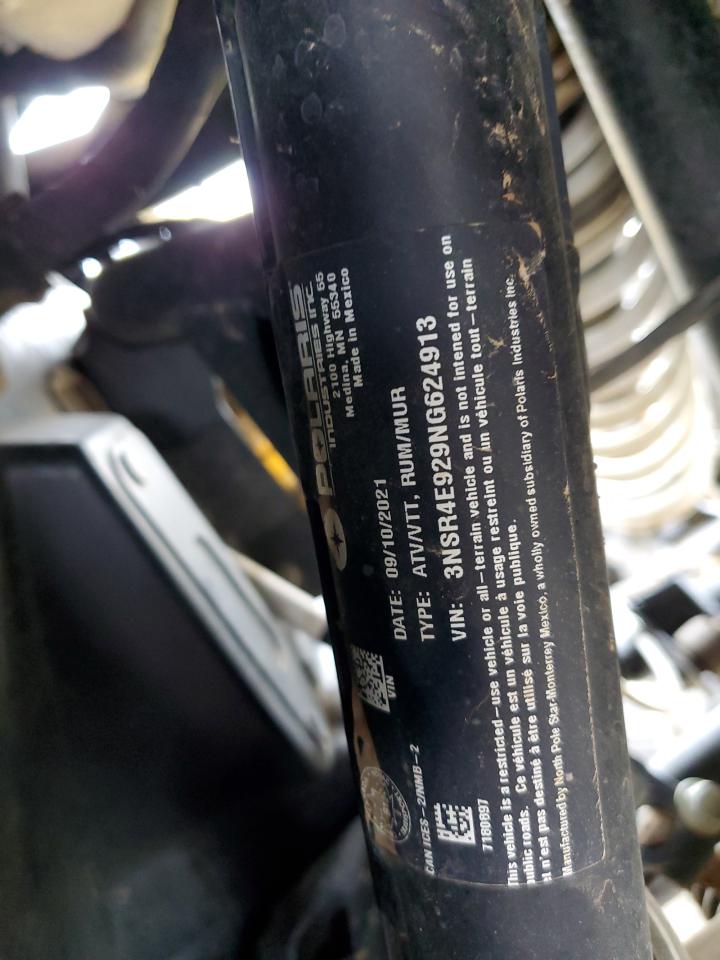 POLARIS
INDUSTRIES INC.
2100 Highway 55
Medina, MN 55340
Made in Mexico
DATE: 09/10/2021
TYPE: ATV/VTT, RUM/MUR
VIN: 3NSR4E929NG624913
VIN
CAN ICES-2/NMB-2
7180897
This vehicle is a restricted-use vehicle or all-terrain vehicle and is not intened for use on
public roads. Ce véhicule est un véhicule à usage restreint ou un véhicule tout-terrain
et n'est pas destiné à être utilisé sur la voie publique.
Manufactured by North Pole Star-Monterrey Mexico, a wholly owned subsidiary of Polaris Industries Inc.